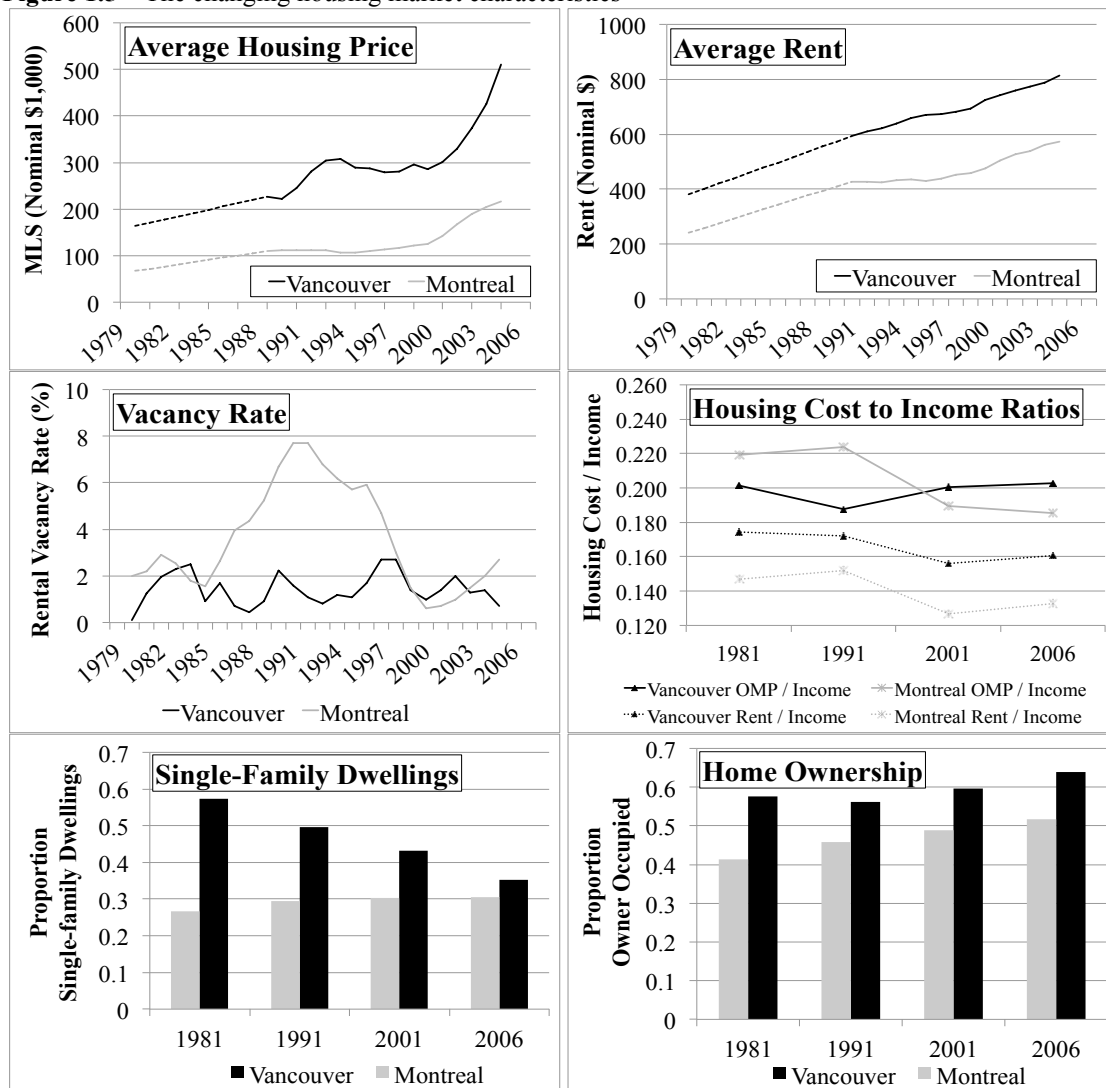 Figure 1.3 The changing housing market characteristics
Average Housing Price
MLS (Nominal $1,000)
600
500
400
300
200
100
0
Vancouver Montreal
1979 1982 1985 1988 1991 1994 1997 2000 2003 2006
Average Rent
Rent (Nominal $)
1000
800
600
400
200
0
Vancouver Montreal
1979 1982 1985 1988 1991 1994 1997 2000 2003 2006
Vacancy Rate
Rental Vacancy Rate (%)
10
8
6
4
2
0
1979 1982 1985 1988 1991 1994 1997 2000 2003 2006
Vancouver Montreal
Housing Cost to Income Ratios
Housing Cost / Income
0.260
0.240
0.220
0.200
0.180
0.160
0.140
0.120
1981 1991 2001 2006
Vancouver OMP / Income Montreal OMP / Income
Vancouver Rent / Income Montreal Rent / Income
Single-Family Dwellings
Proportion
Single-family Dwellings
0.7
0.6
0.5
0.4
0.3
0.2
0.1
0
1981 1991 2001 2006
Vancouver Montreal
Home Ownership
Proportion
Owner Occupied
0.7
0.6
0.5
0.4
0.3
0.2
0.1
0
1981 1991 2001 2006
Vancouver Montreal